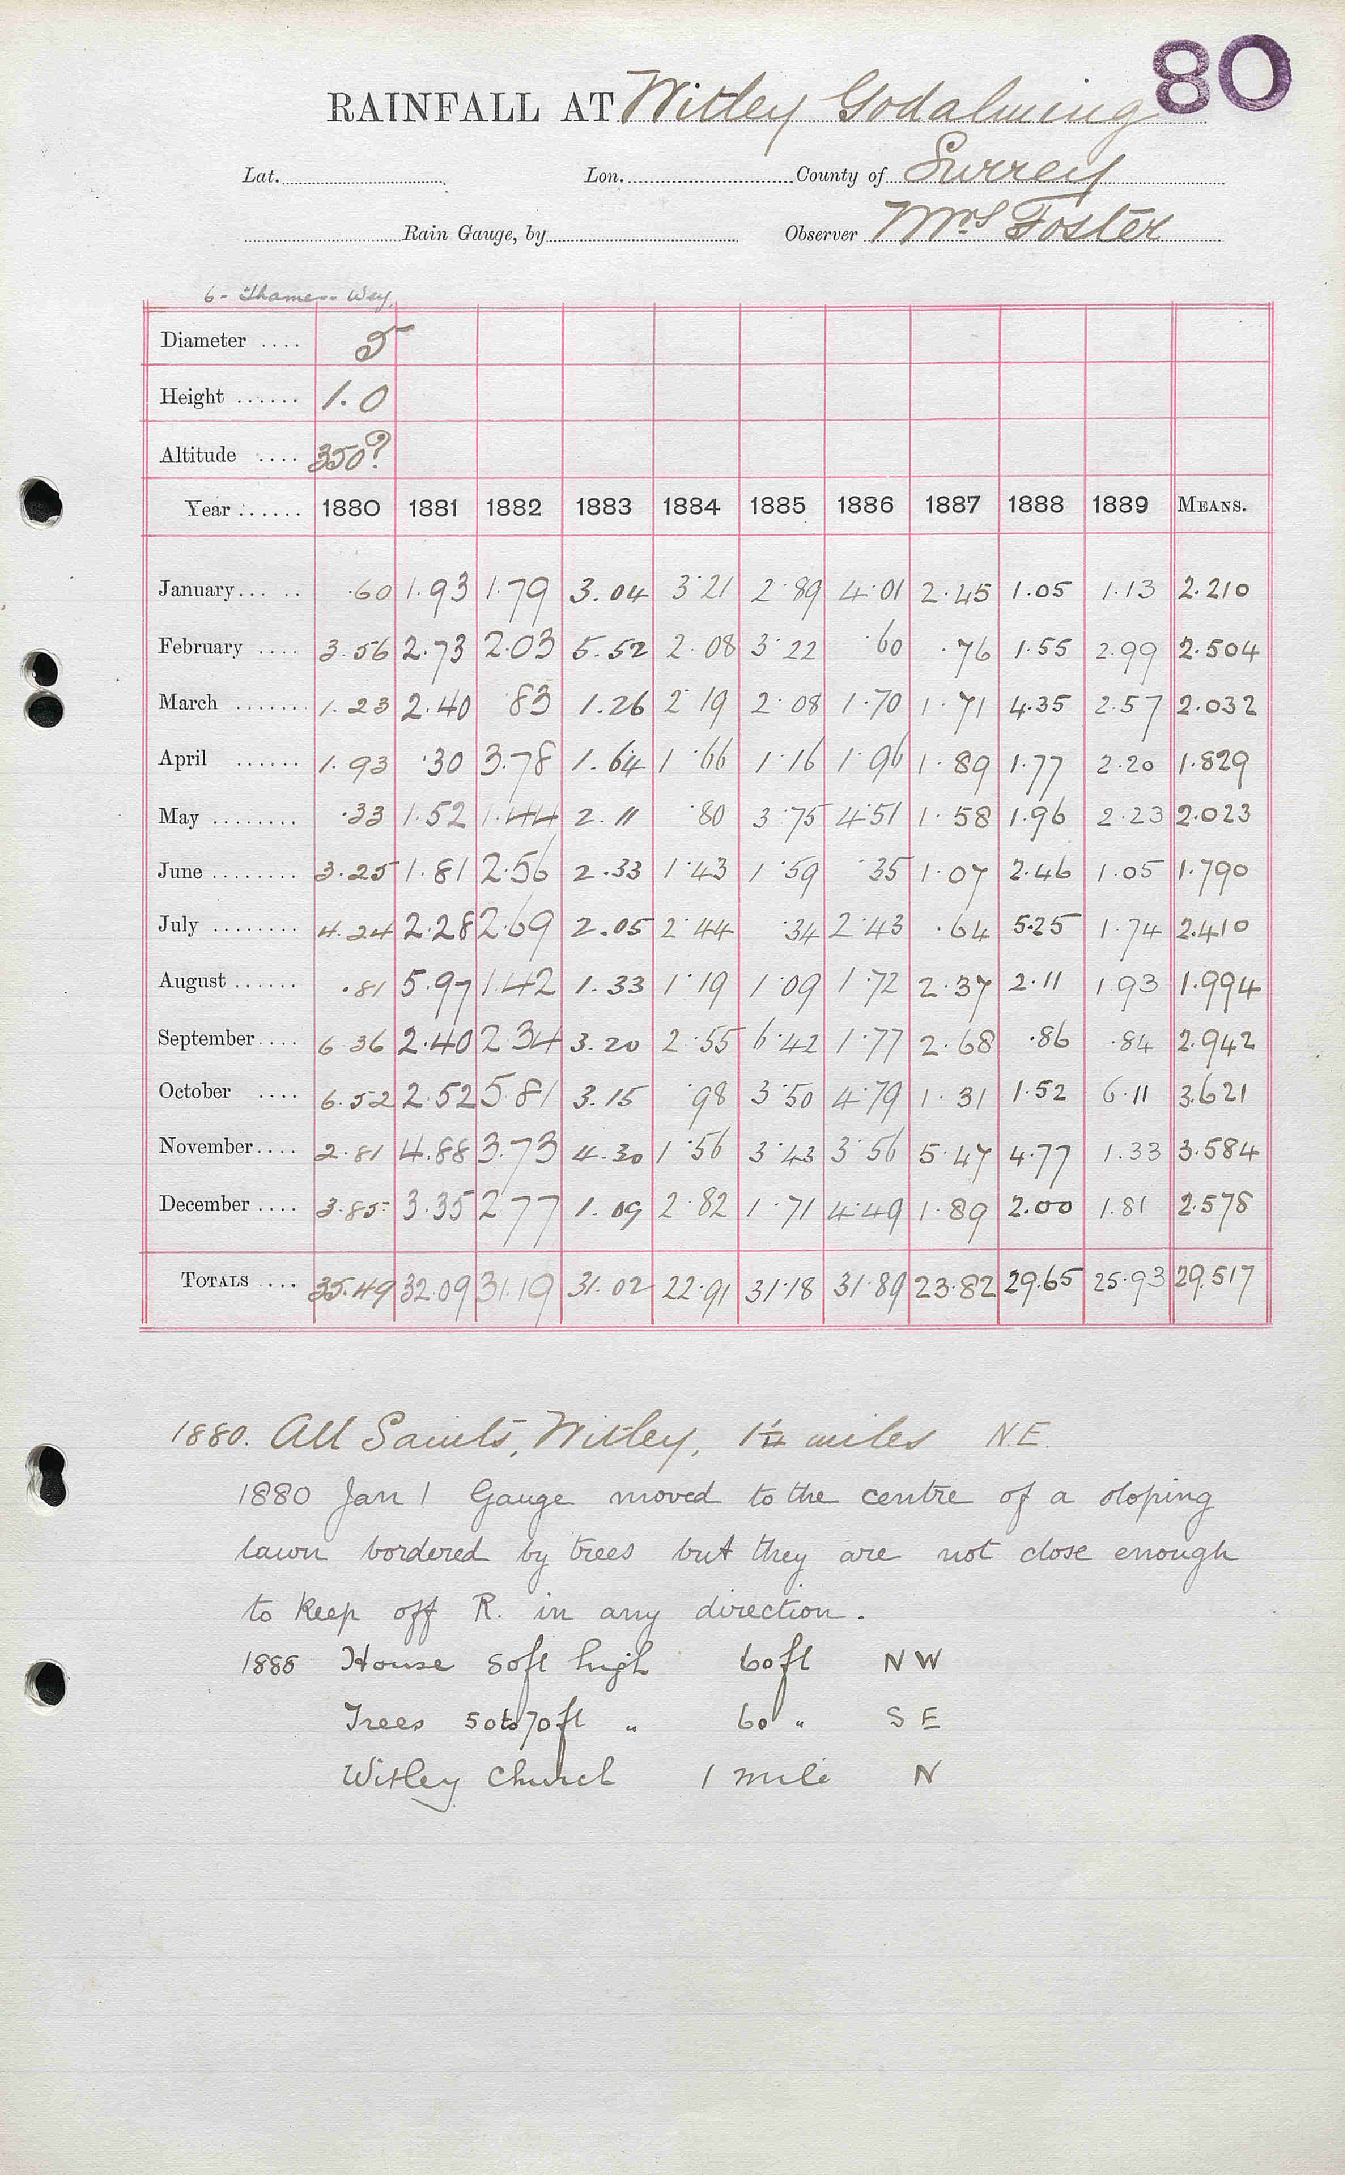 80
RAINFALL AT Witley Godalming
Lat. Lon. County of Surrey
Rain Gauge, by Observer Mrs Foster
6 - Thames - Wey.
Diameter .... 5
Height ...... 1.0
Altitude .... 350?
Year ...... 1880 1881 1882 1883 1884 1885 1886 1887 1888 1889 MEANS.
January... .. .60 1.93 1.79 3.04 3.21 2.89 4.01 2.45 1.05 1.13 2.210
February .... 3.56 2.73 2.03 5.52 2.08 3.22 .60 .76 1.55 2.99 2.504
March ....... 1.23 2.40 .83 1.26 2.19 2.08 1.70 1.71 4.35 2.57 2.032
April ...... 1.93 .30 3.78 1.64 1.66 1.16 1.96 1.89 1.77 2.20 1.829
May ........ .33 1.52 1.44 2.11 .80 3.75 4.51 1.58 1.96 2.23 2.023
June ........ 3.25 1.81 2.56 2.33 1.43 1.59 .35 1.07 2.46 1.05 1.790
July ........ 4.24 2.28 2.69 2.05 2.44 .34 2.43 .64 5.25 1.74 2.410
August ...... .81 5.97 1.42 1.33 1.19 1.09 1.72 2.37 2.11 1.93 1.994
September.... 6.36 2.40 2.34 3.20 2.55 6.42 1.77 2.68 .86 .84 2.942
October .... 6.52 2.52 5.81 3.15 .98 3.50 4.79 1.31 1.52 6.11 3.621
November.... 2.81 4.88 3.73 4.30 1.56 3.43 3.56 5.47 4.77 1.33 3.584
December .... 3.85 3.35 2.77 1.09 2.82 1.71 4.49 1.89 2.00 1.81 2.578
TOTALS .... 35.49 32.09 31.19 31.02 22.91 31.18 31.89 23.82 29.65 25.93 29.517
1880. All Saints, Witley, 1¼ miles N.E.
1880 Jan 1 Gauge moved to the centre of a sloping
lawn bordered by trees but they are not close enough
to keep off R. in any direction.
1888 House 50ft high 60ft NW
Trees 50 to 70ft " 60 " SE
Witley Church 1 mile N